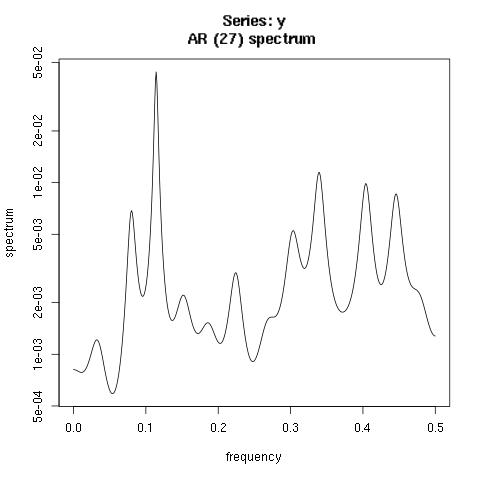 Series: y
AR (27) spectrum
5e-02
2e-02
1e-02
5e-03
2e-03
1e-03
5e-04
spectrum
0.0 0.1 0.2 0.3 0.4 0.5
frequency